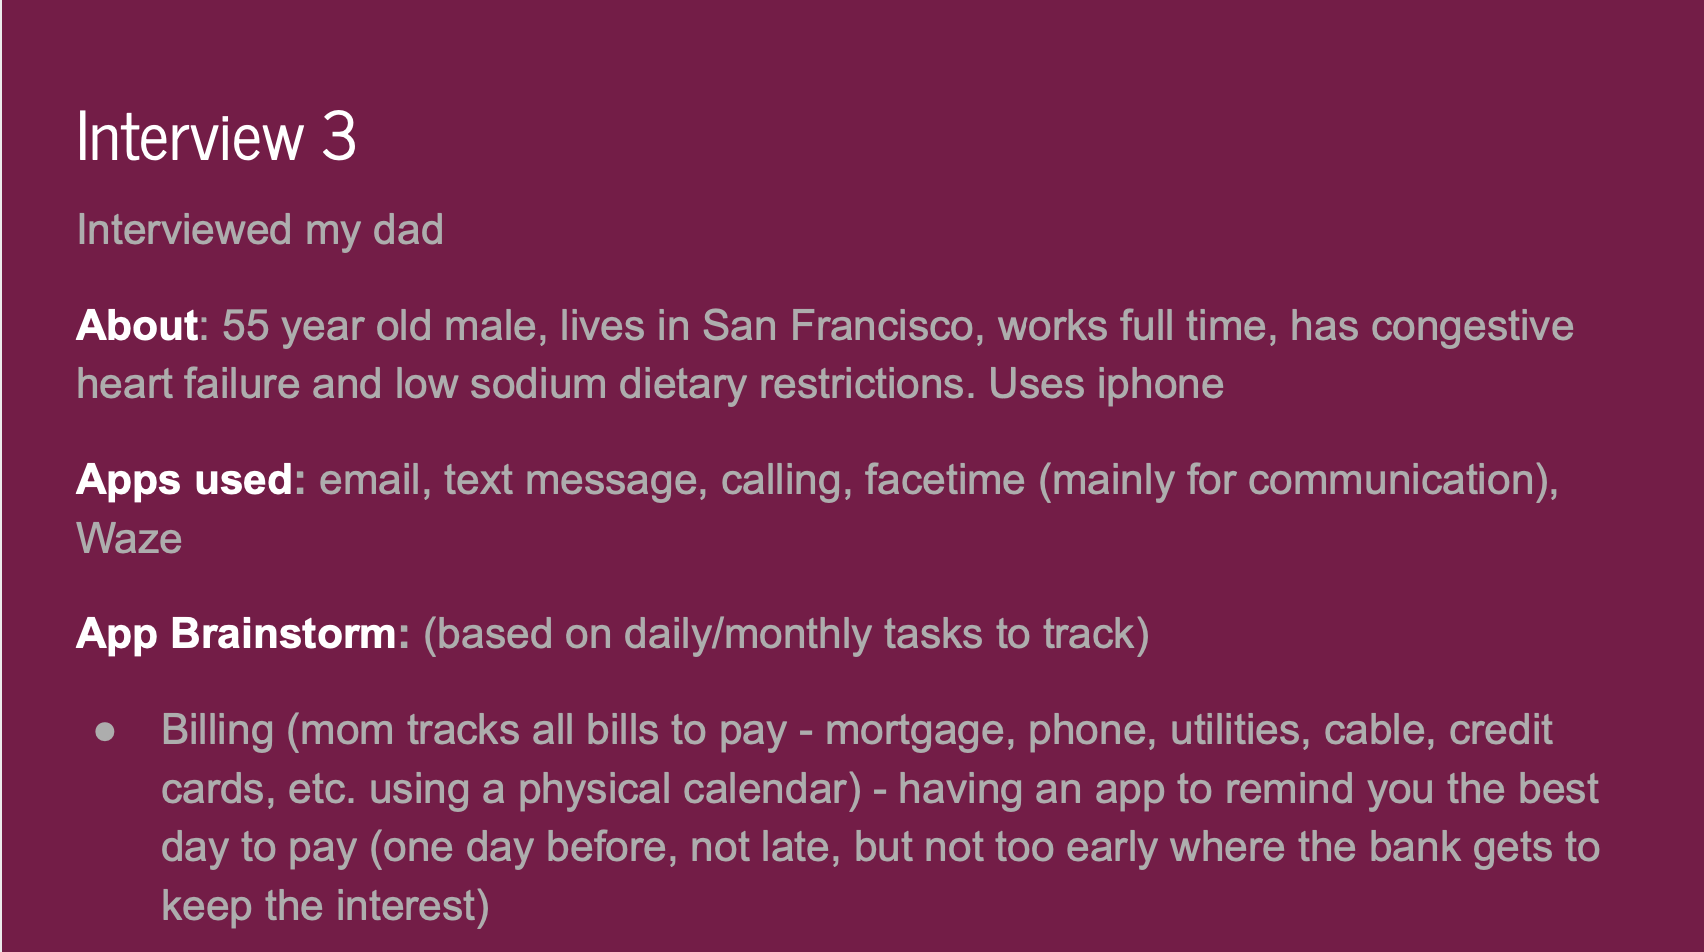 Interview 3
Interviewed my dad
About: 55 year old male, lives in San Francisco, works full time, has congestive
heart failure and low sodium dietary restrictions. Uses iphone
Apps used: email, text message, calling, facetime (mainly for communication),
Waze
App Brainstorm: (based on daily/monthly tasks to track)
● Billing (mom tracks all bills to pay - mortgage, phone, utilities, cable, credit
cards, etc. using a physical calendar) - having an app to remind you the best
day to pay (one day before, not late, but not too early where the bank gets to
keep the interest)